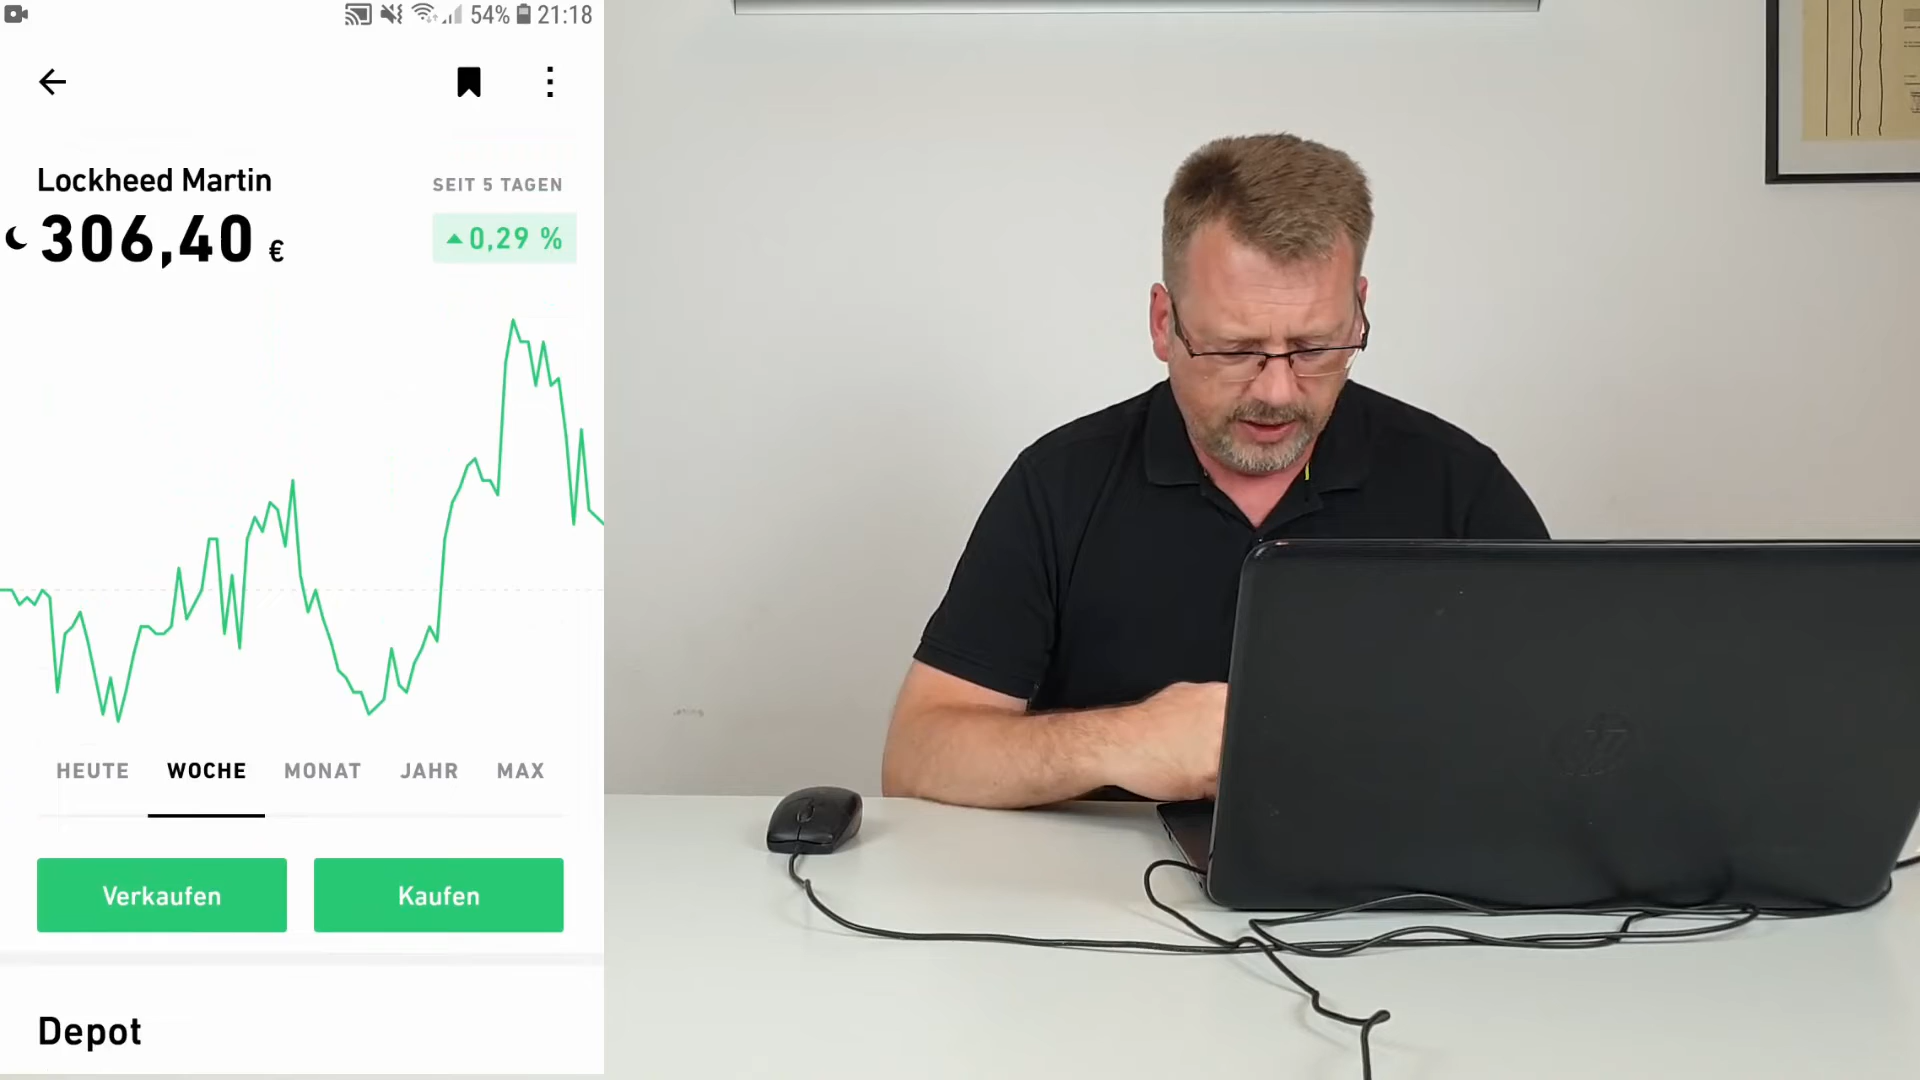 54% 21:18
Lockheed Martin
SEIT 5 TAGEN
306,40 €
0,29 %
HEUTE WOCHE MONAT JAHR MAX
Verkaufen Kaufen
Depot
hp